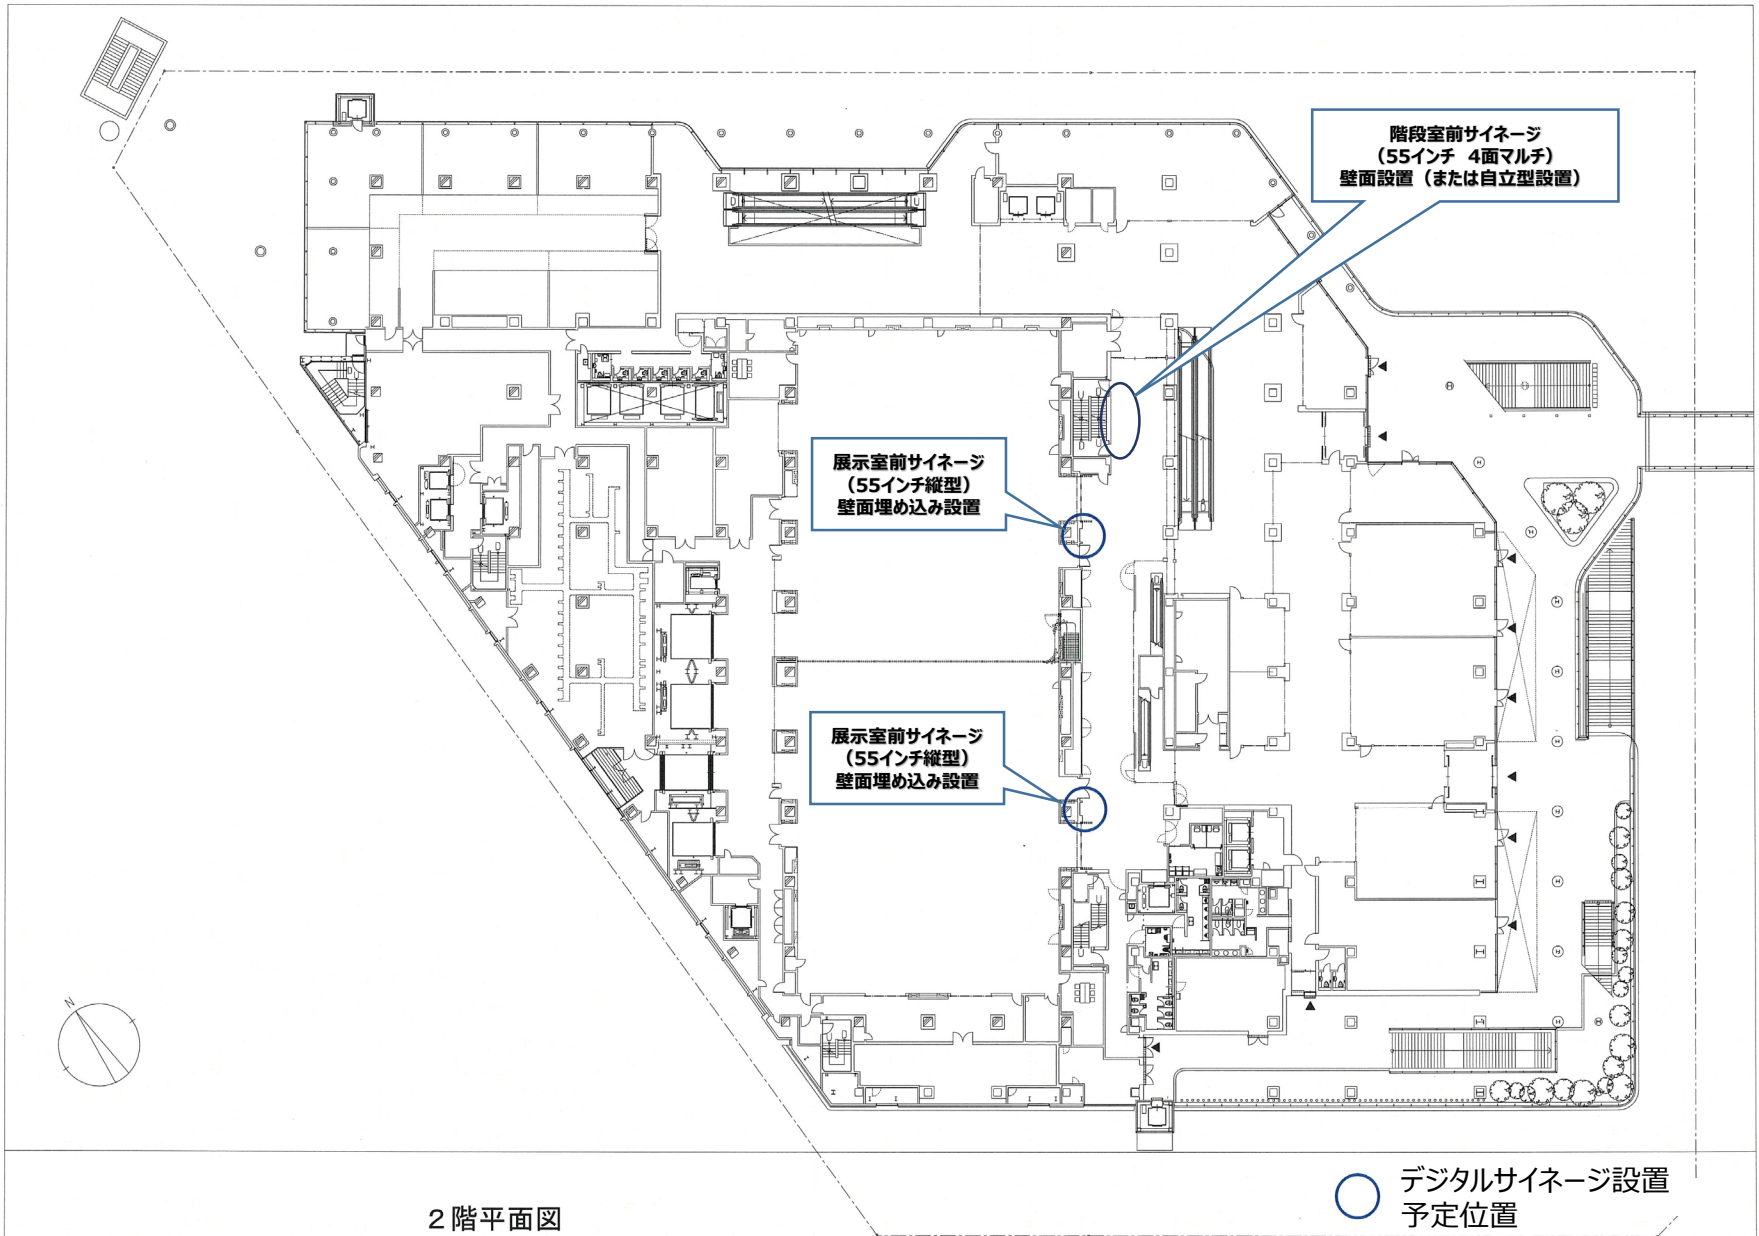 階段室前サイネージ
(55インチ 4面マルチ)
壁面設置（または自立型設置）
展示室前サイネージ
（55インチ縦型）
壁面埋め込み設置
展示室前サイネージ
（55インチ縦型）
壁面埋め込み設置
N
２階平面図
デジタルサイネージ設置
予定位置